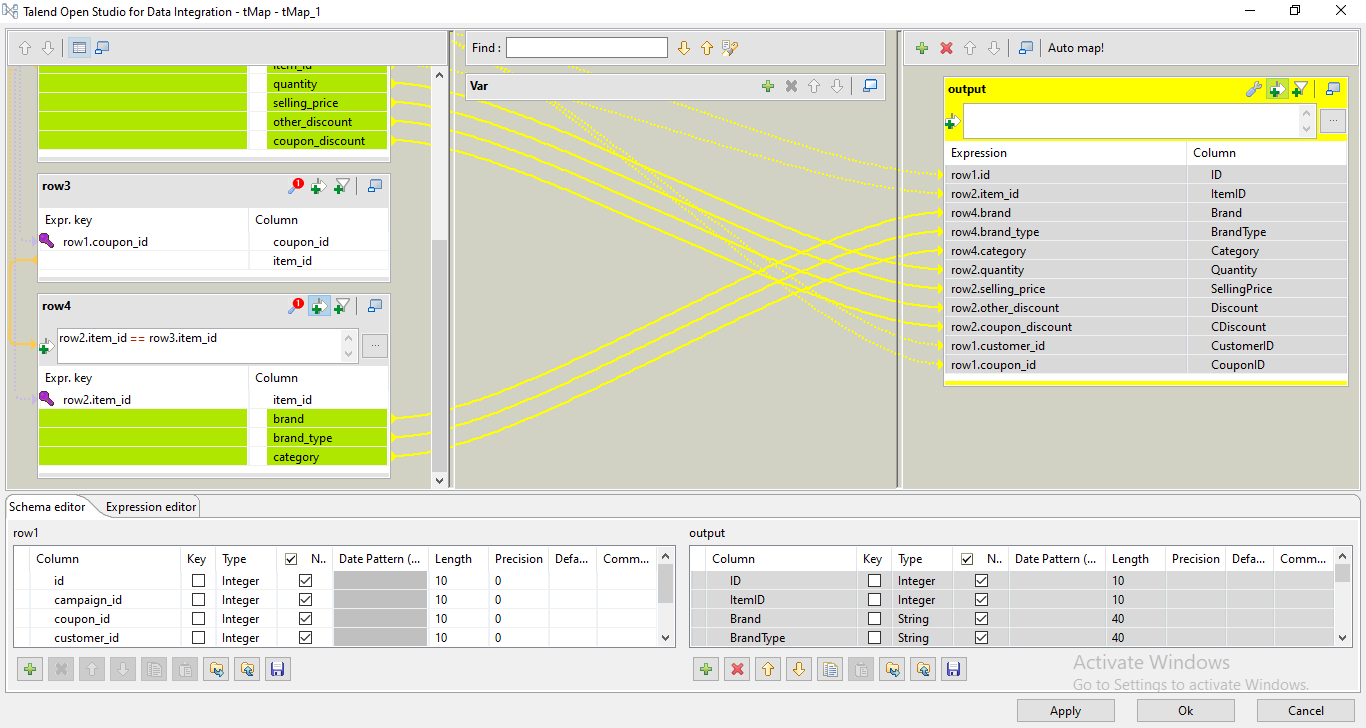 Talend Open Studio for Data Integration - tMap - tMap_1
Find :
Auto map!
item_id
quantity
selling_price
other_discount
coupon_discount
row3
Expr. key Column
row1.coupon_id coupon_id
item_id
row4
row2.item_id == row3.item_id
...
Expr. key Column
row2.item_id item_id
brand
brand_type
category
Var
output
...
Expression Column
row1.id ID
row2.item_id ItemID
row4.brand Brand
row4.brand_type BrandType
row4.category Category
row2.quantity Quantity
row2.selling_price SellingPrice
row2.other_discount Discount
row2.coupon_discount CDiscount
row1.customer_id CustomerID
row1.coupon_id CouponID
Schema editor Expression editor
row1
Column Key Type N.. Date Pattern (... Length Precision Defa... Comm...
id Integer 10 0
campaign_id Integer 10 0
coupon_id Integer 10 0
customer_id Integer 10 0
output
Column Key Type N.. Date Pattern (... Length Precision Defa... Comm...
ID Integer 10
ItemID Integer 10
Brand String 40
BrandType String 40
Activate Windows
Go to Settings to activate Windows.
Apply Ok Cancel